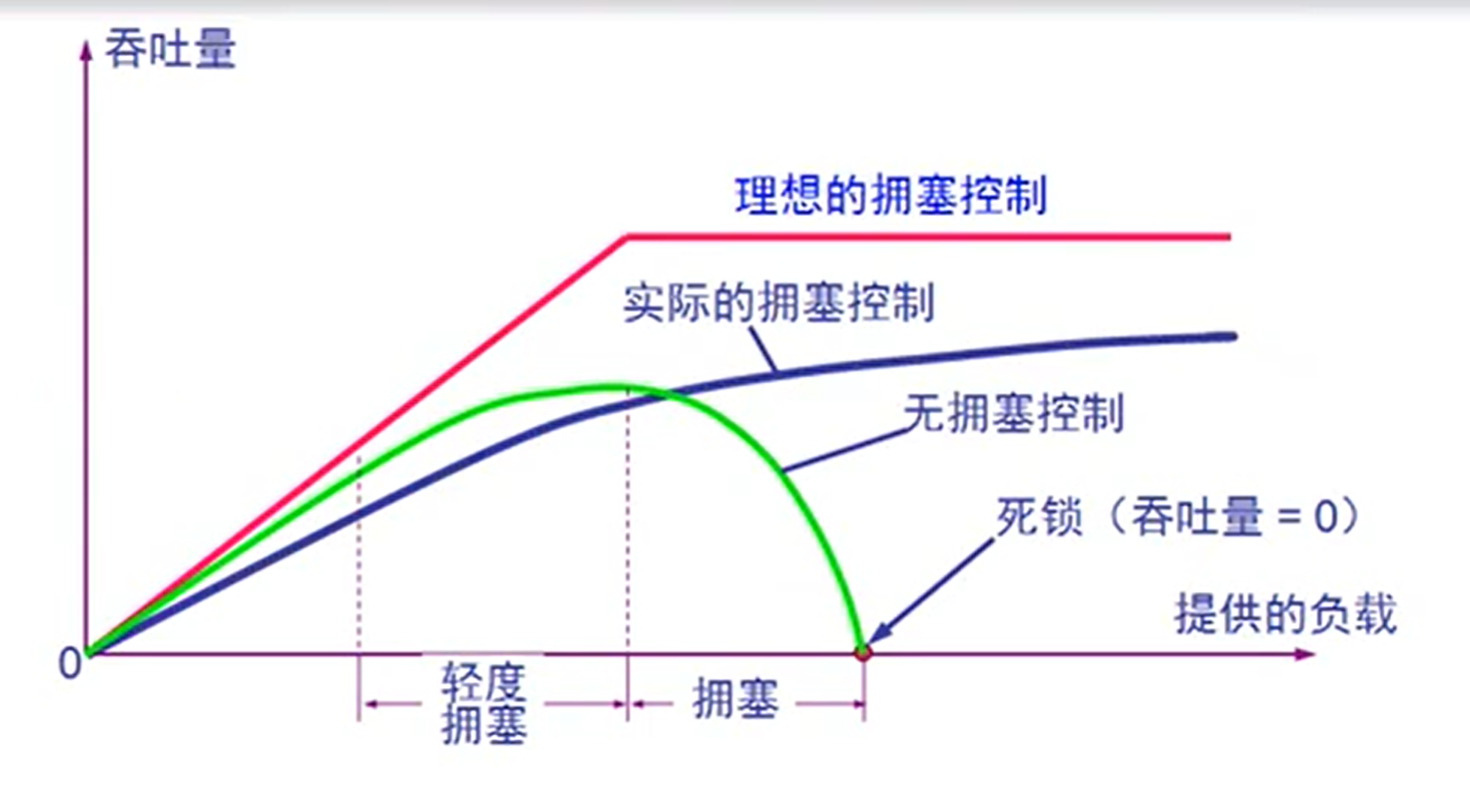 吞吐量
理想的拥塞控制
实际的拥塞控制
无拥塞控制
死锁（吞吐量 = 0）
提供的负载
0
轻度
拥塞
拥塞